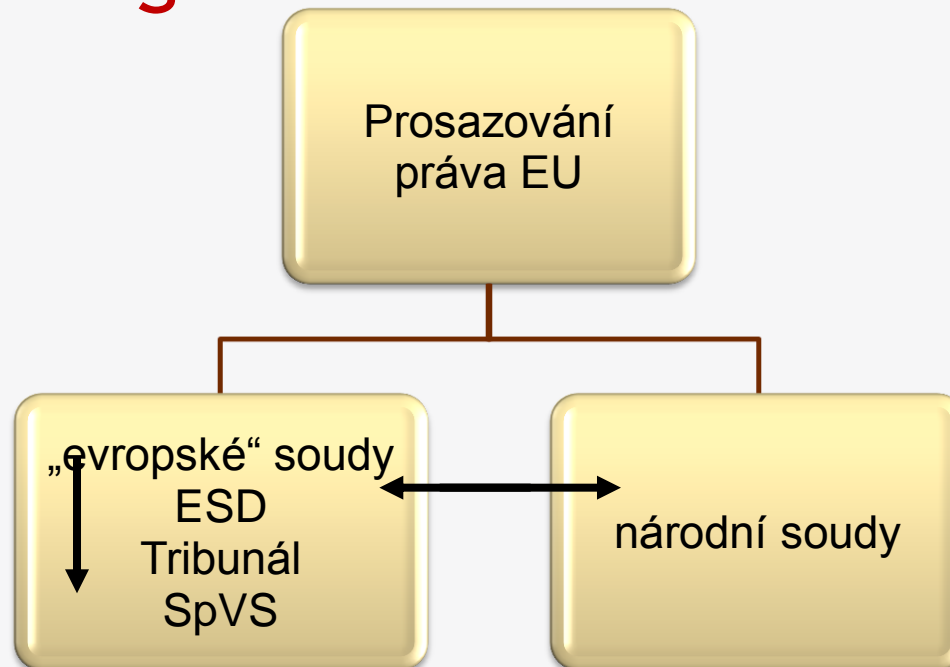 Prosazování
práva EU
„evropské“ soudy
ESD
Tribunál
SpVS
národní soudy